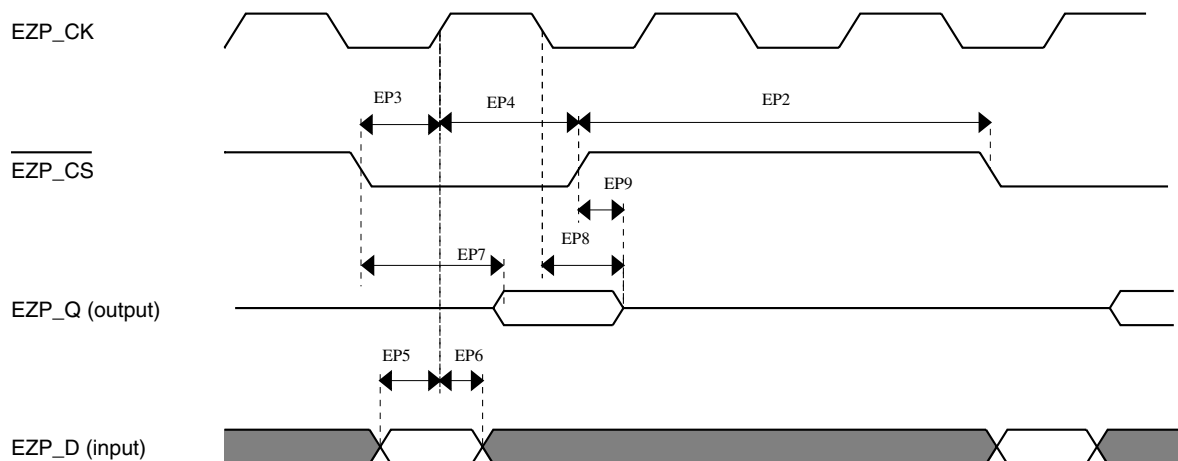 EZP_CK
EP3
EP4
EP2
EZP_CS
EP9
EP8
EP7
EZP_Q (output)
EP5
EP6
EZP_D (input)